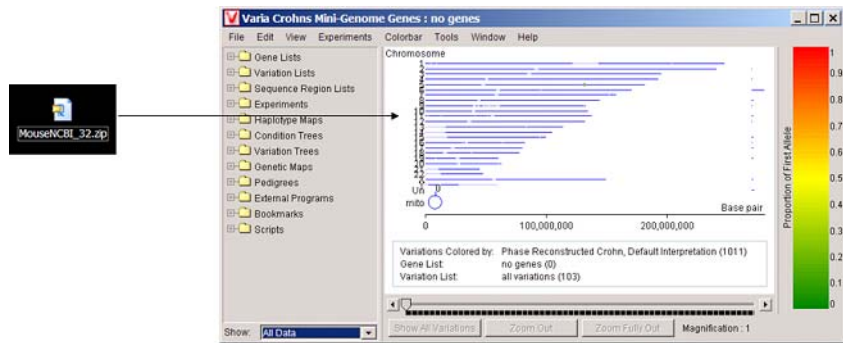 Varia Crohns Mini-Genome Genes : no genes
File Edit View Experiments Colorbar Tools Window Help
MouseNCBI_32.zip
Gene Lists
Variation Lists
Sequence Region Lists
Experiments
Haplotype Maps
Condition Trees
Variation Trees
Genetic Maps
Pedigrees
External Programs
Bookmarks
Scripts
Show: All Data
Chromosome
Un 0
mito
Base pair
0 100,000,000 200,000,000
Variations Colored by: Phase Reconstructed Crohn, Default Interpretation (1011)
Gene List: no genes (0)
Variation List: all variations (103)
Show All Variations Zoom Out Zoom Fully Out Magnification : 1
Proportion of First Allele
1
0.9
0.8
0.7
0.6
0.5
0.4
0.3
0.2
0.1
0